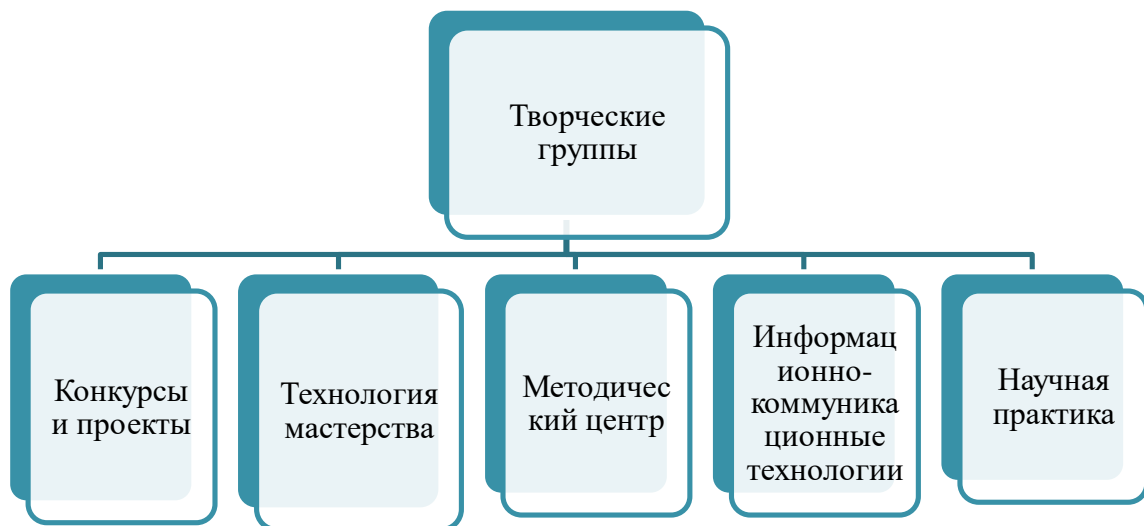 Творческие
группы
Конкурсы
и проекты
Технология
мастерства
Методичес
кий центр
Информац
ионно-
коммуника
ционные
технологии
Научная
практика